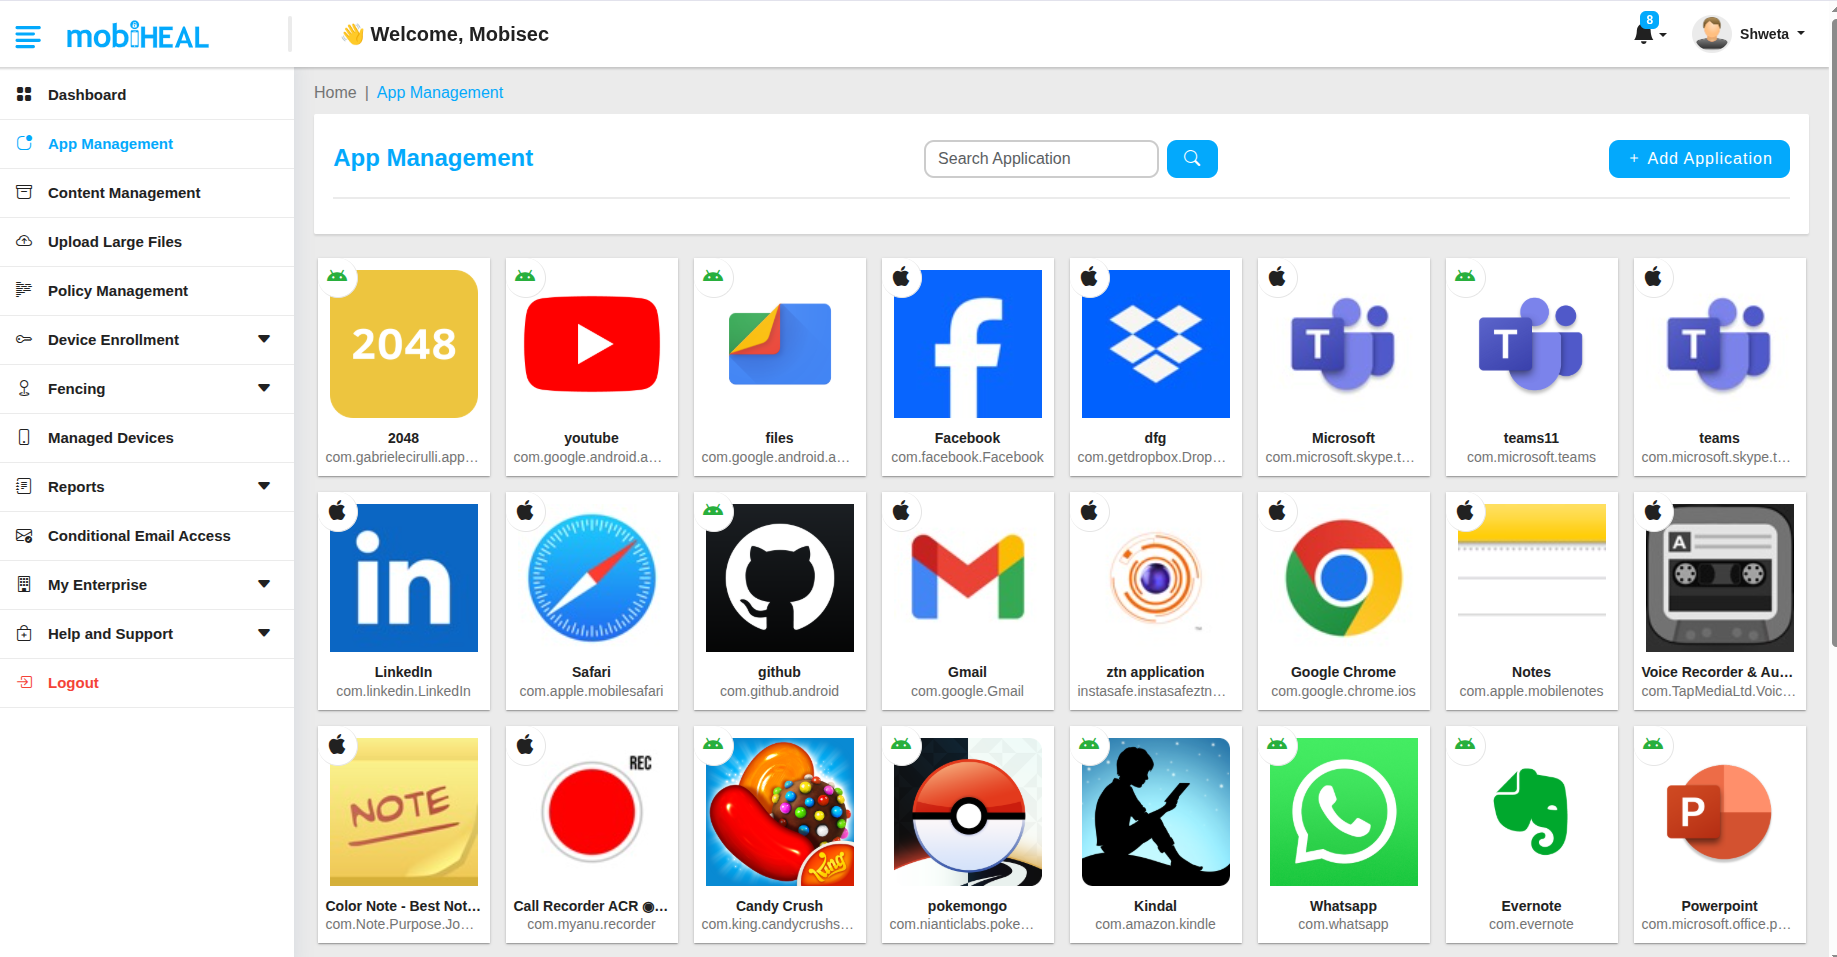 mobiHEAL
👋 Welcome, Mobisec
8
Shweta
Dashboard
App Management
Content Management
Upload Large Files
Policy Management
Device Enrollment
Fencing
Managed Devices
Reports
Conditional Email Access
My Enterprise
Help and Support
Logout
Home | App Management
App Management
Search Application
+ Add Application
2048
2048
com.gabrielecirulli.app...
youtube
com.google.android.a...
files
com.google.android.a...
Facebook
com.facebook.Facebook
dfg
com.getdropbox.Drop...
T
Microsoft
com.microsoft.skype.t...
T
teams11
com.microsoft.teams
T
teams
com.microsoft.skype.t...
in
LinkedIn
com.linkedin.LinkedIn
Safari
com.apple.mobilesafari
github
com.github.android
Gmail
com.google.Gmail
ztn application
instasafe.instasafeztn...
Google Chrome
com.google.chrome.ios
Notes
com.apple.mobilenotes
A
Voice Recorder & Au...
com.TapMediaLtd.Voic...
NOTE
Color Note - Best Not...
com.Note.Purpose.Jo...
REC
Call Recorder ACR ◉...
com.myanu.recorder
King
Candy Crush
com.king.candycrushs...
pokemongo
com.nianticlabs.poke...
Kindal
com.amazon.kindle
Whatsapp
com.whatsapp
Evernote
com.evernote
P
Powerpoint
com.microsoft.office.p...